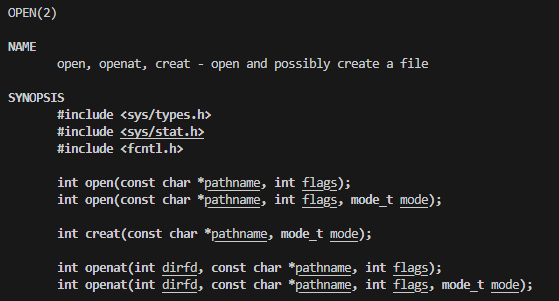 OPEN(2)
NAME
open, openat, creat - open and possibly create a file
SYNOPSIS
#include <sys/types.h>
#include <sys/stat.h>
#include <fcntl.h>
int open(const char *pathname, int flags);
int open(const char *pathname, int flags, mode_t mode);
int creat(const char *pathname, mode_t mode);
int openat(int dirfd, const char *pathname, int flags);
int openat(int dirfd, const char *pathname, int flags, mode_t mode);